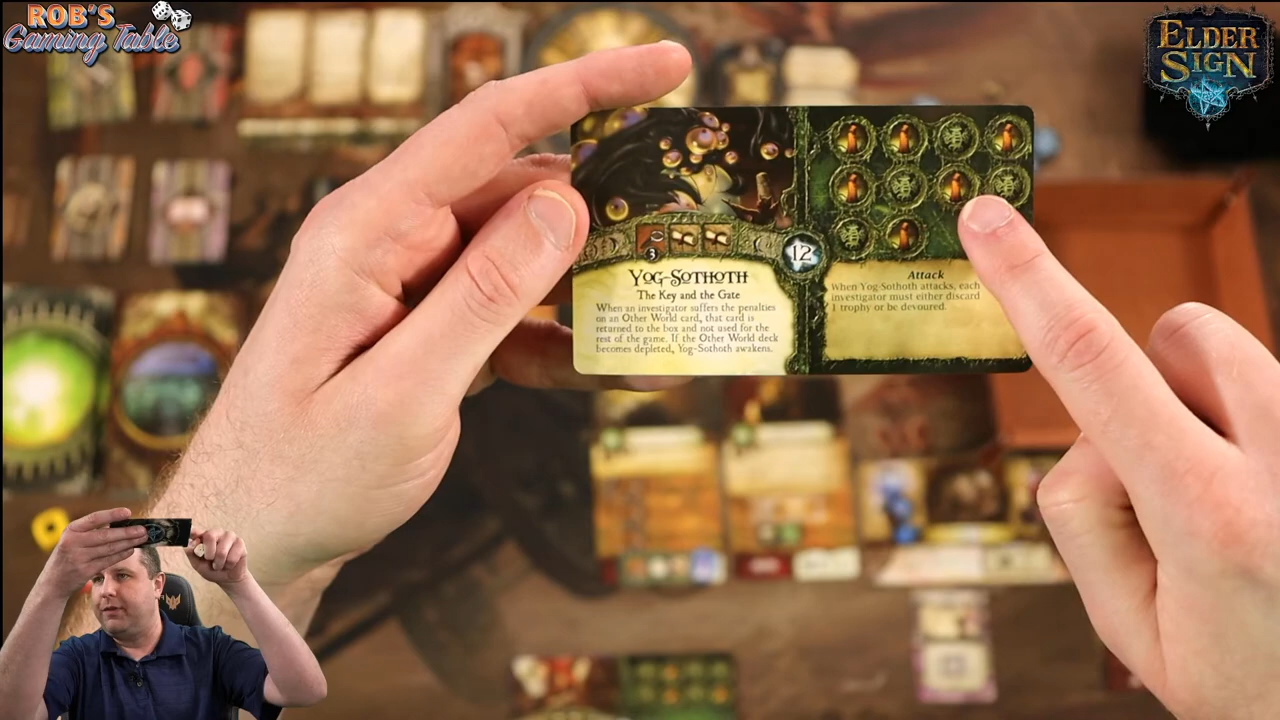 ROB'S
Gaming Table
ELDER
SIGN
3
12
YOG-SOTHOTH
The Key and the Gate
When an investigator suffers the penalties
on an Other World card, that card is
returned to the box and not used for the
rest of the game. If the Other World deck
becomes depleted, Yog-Sothoth awakens.
Attack
When Yog-Sothoth attacks, each
investigator must either discard
1 trophy or be devoured.